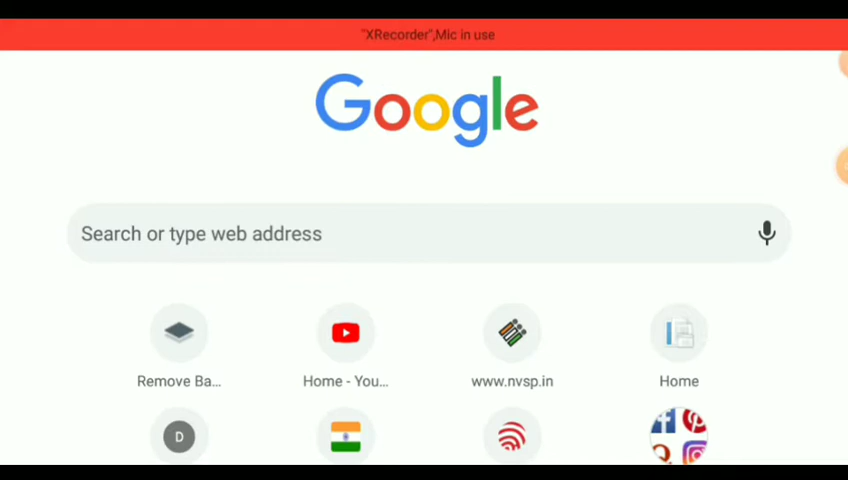 "XRecorder",Mic in use
Google
Search or type web address
Remove Ba...
Home - You...
www.nvsp.in
Home
D